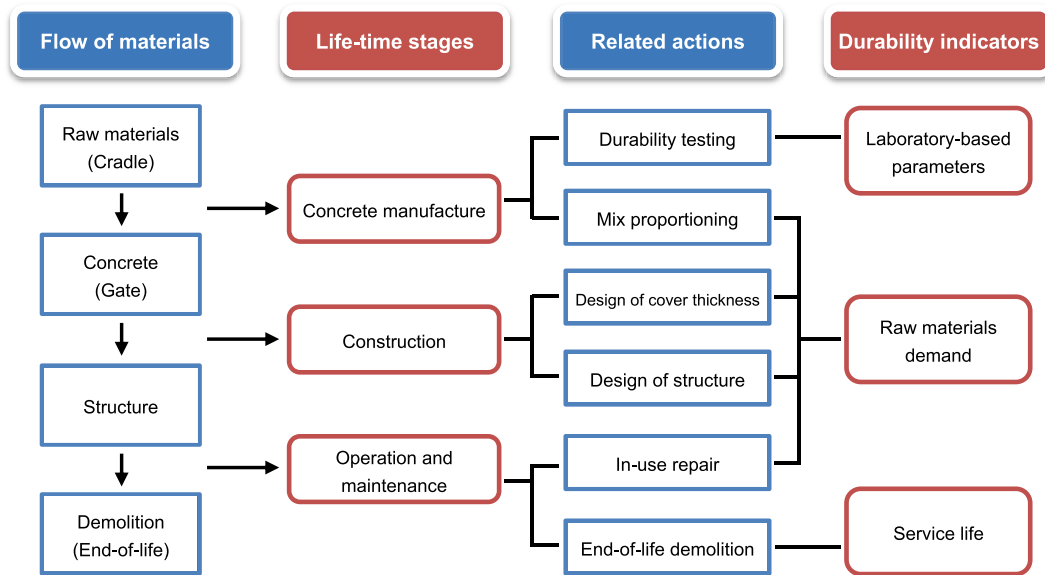 Flow of materials
Life-time stages
Related actions
Durability indicators
Raw materials
(Cradle)
Concrete
(Gate)
Structure
Demolition
(End-of-life)
Concrete manufacture
Construction
Operation and
maintenance
Durability testing
Mix proportioning
Design of cover thickness
Design of structure
In-use repair
End-of-life demolition
Laboratory-based
parameters
Raw materials
demand
Service life